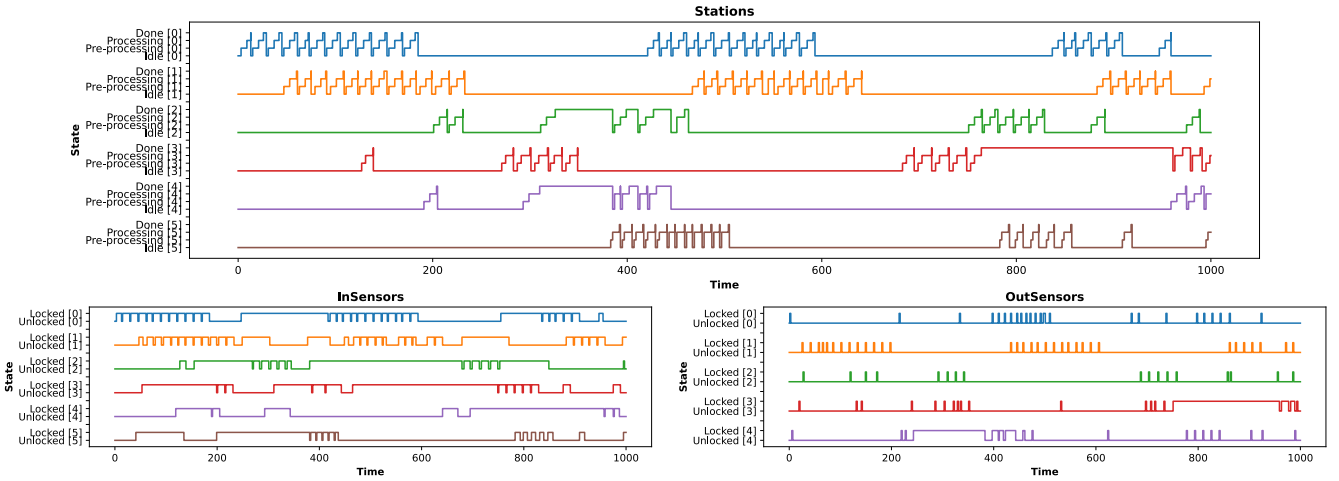 Stations
Done [0]
Processing [0]
Pre-processing [0]
Idle [0]
Done [1]
Processing [1]
Pre-processing [1]
Idle [1]
Done [2]
Processing [2]
Pre-processing [2]
Idle [2]
Done [3]
Processing [3]
Pre-processing [3]
Idle [3]
Done [4]
Processing [4]
Pre-processing [4]
Idle [4]
Done [5]
Processing [5]
Pre-processing [5]
Idle [5]
State
0 200 400 600 800 1000
Time
InSensors
Locked [0]
Unlocked [0]
Locked [1]
Unlocked [1]
Locked [2]
Unlocked [2]
Locked [3]
Unlocked [3]
Locked [4]
Unlocked [4]
Locked [5]
Unlocked [5]
State
0 200 400 600 800 1000
Time
OutSensors
Locked [0]
Unlocked [0]
Locked [1]
Unlocked [1]
Locked [2]
Unlocked [2]
Locked [3]
Unlocked [3]
Locked [4]
Unlocked [4]
State
0 200 400 600 800 1000
Time